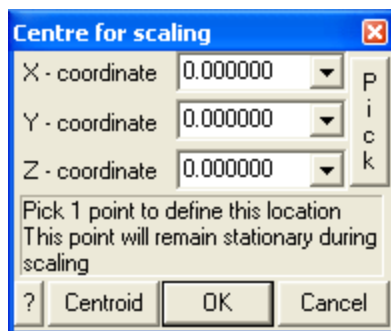 Centre for scaling
X - coordinate 0.000000
Y - coordinate 0.000000
Z - coordinate 0.000000
Pick
Pick 1 point to define this location
This point will remain stationary during
scaling
? Centroid OK Cancel